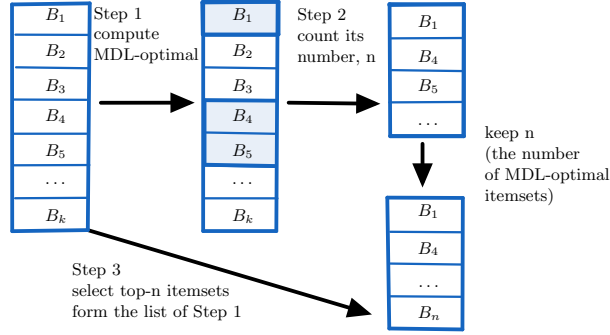 B1
B2
B3
B4
B5
...
Bk
Step 1
compute
MDL-optimal
B1
B2
B3
B4
B5
...
Bk
Step 2
count its
number, n
B1
B4
B5
...
keep n
(the number
of MDL-optimal
itemsets)
B1
B4
...
Bn
Step 3
select top-n itemsets
form the list of Step 1